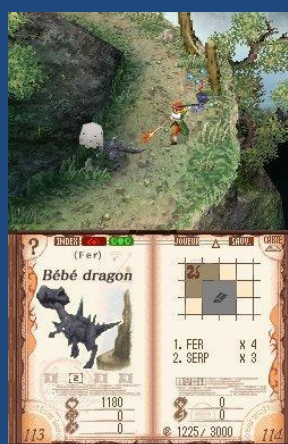 ?
INDEX
JOUEUR
SAUV.
CARTE
(Fer)
Bébé dragon
1. FER X 4
2. SERP X 3
2
1180
0
0
0
0
1225 / 3000
113
114